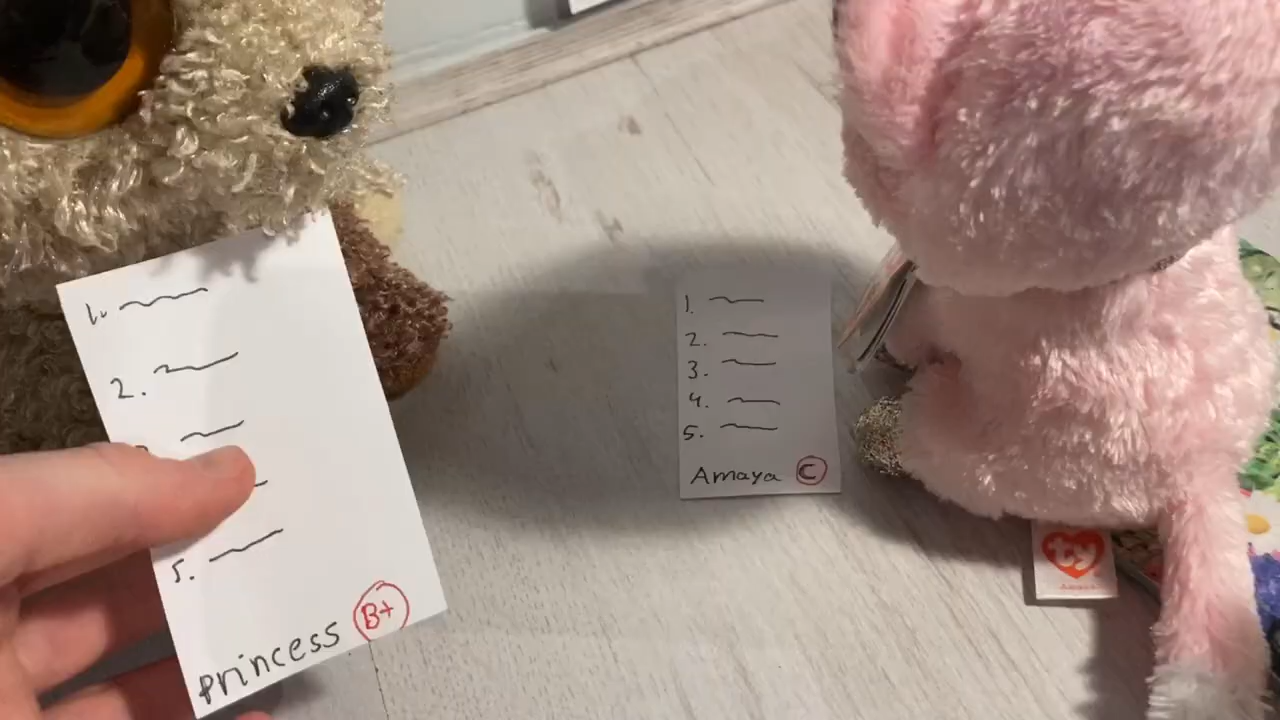 1.
2.
5.
Princess B+
1.
2.
3.
4.
5.
Amaya C
ty